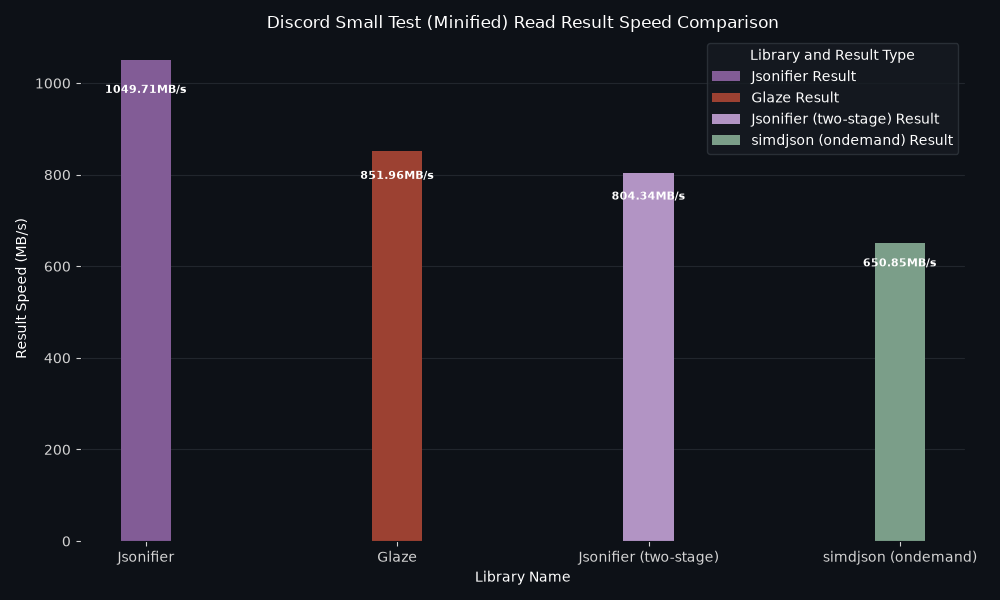 Discord Small Test (Minified) Read Result Speed Comparison
Library and Result Type
Jsonifier Result
Glaze Result
Jsonifier (two-stage) Result
simdjson (ondemand) Result
1000
800
600
400
200
0
Result Speed (MB/s)
1049.71MB/s
851.96MB/s
804.34MB/s
650.85MB/s
Jsonifier
Glaze
Jsonifier (two-stage)
simdjson (ondemand)
Library Name